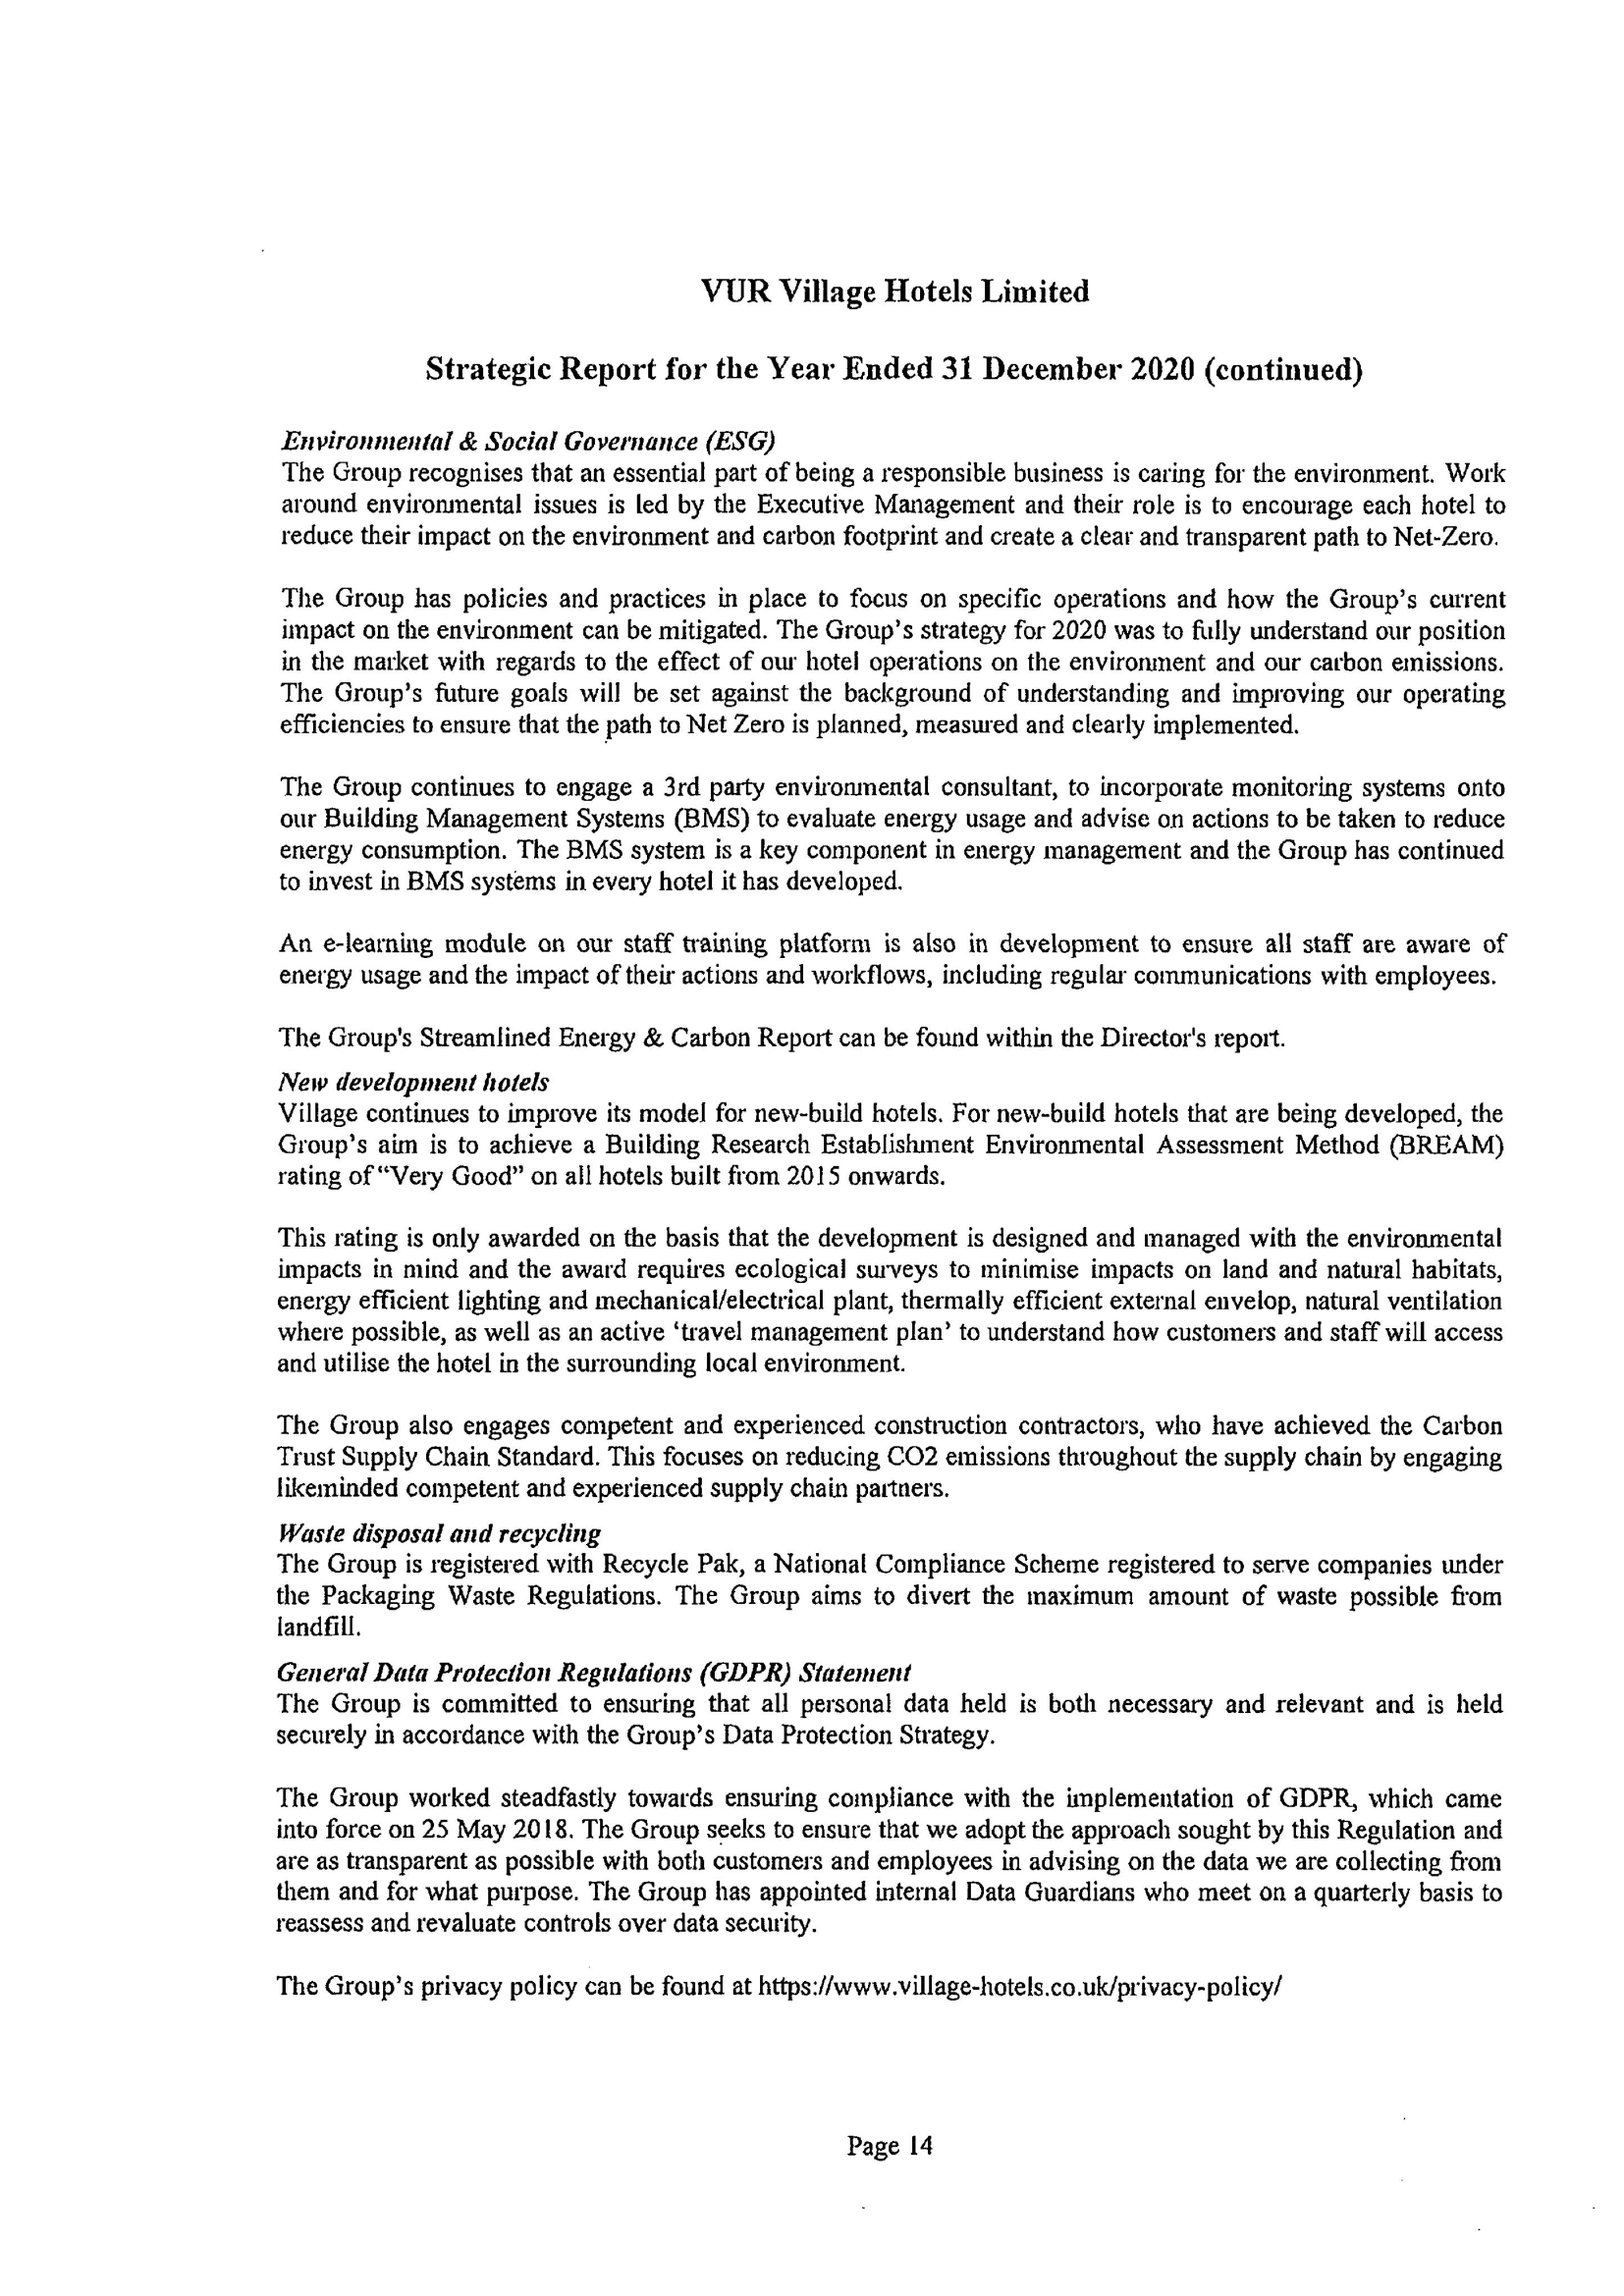 VUR Village Hotels Limited
Strategic Report for the Year Ended 31 December 2020 (continued)
Environmental & Social Governance (ESG)
The Group recognises that an essential part of being a responsible business is caring for the environment. Work
around environmental issues is led by the Executive Management and their role is to encourage each hotel to
reduce their impact on the environment and carbon footprint and create a clear and transparent path to Net-Zero.
The Group has policies and practices in place to focus on specific operations and how the Group's current
impact on the environment can be mitigated. The Group's strategy for 2020 was to fully understand our position
in the market with regards to the effect of our hotel operations on the environment and our carbon emissions.
The Group's future goals will be set against the background of understanding and improving our operating
efficiencies to ensure that the path to Net Zero is planned, measured and clearly implemented.
The Group continues to engage a 3rd party environmental consultant, to incorporate monitoring systems onto
our Building Management Systems (BMS) to evaluate energy usage and advise on actions to be taken to reduce
energy consumption. The BMS system is a key component in energy management and the Group has continued
to invest in BMS systems in every hotel it has developed.
An e-learning module on our staff training platform is also in development to ensure all staff are aware of
energy usage and the impact of their actions and workflows, including regular communications with employees.
The Group's Streamlined Energy & Carbon Report can be found within the Director's report.
New development hotels
Village continues to improve its model for new-build hotels. For new-build hotels that are being developed, the
Group's aim is to achieve a Building Research Establishment Environmental Assessment Method (BREAM)
rating of “Very Good” on all hotels built from 2015 onwards.
This rating is only awarded on the basis that the development is designed and managed with the environmental
impacts in mind and the award requires ecological surveys to minimise impacts on land and natural habitats,
energy efficient lighting and mechanical/electrical plant, thermally efficient external envelop, natural ventilation
where possible, as well as an active ‘travel management plan’ to understand how customers and staff will access
and utilise the hotel in the surrounding local environment.
The Group also engages competent and experienced construction contractors, who have achieved the Carbon
Trust Supply Chain Standard. This focuses on reducing CO2 emissions throughout the supply chain by engaging
likeminded competent and experienced supply chain partners.
Waste disposal and recycling
The Group is registered with Recycle Pak, a National Compliance Scheme registered to serve companies under
the Packaging Waste Regulations. The Group aims to divert the maximum amount of waste possible from
landfill.
General Data Protection Regulations (GDPR) Statement
The Group is committed to ensuring that all personal data held is both necessary and relevant and is held
securely in accordance with the Group's Data Protection Strategy.
The Group worked steadfastly towards ensuring compliance with the implementation of GDPR, which came
into force on 25 May 2018. The Group seeks to ensure that we adopt the approach sought by this Regulation and
are as transparent as possible with both customers and employees in advising on the data we are collecting from
them and for what purpose. The Group has appointed internal Data Guardians who meet on a quarterly basis to
reassess and revaluate controls over data security.
The Group's privacy policy can be found at https://www.village-hotels.co.uk/privacy-policy/
Page 14